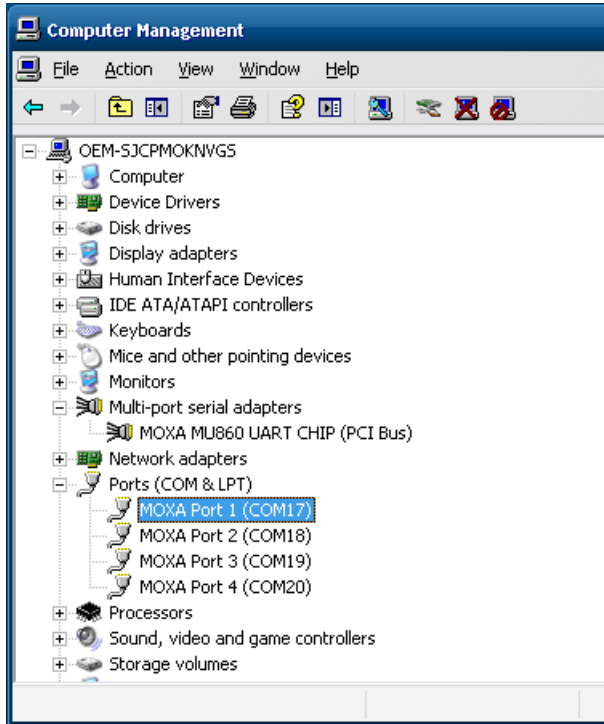 Computer Management
File Action View Window Help
OEM-SJCPMOKNVGS
Computer
Device Drivers
Disk drives
Display adapters
Human Interface Devices
IDE ATA/ATAPI controllers
Keyboards
Mice and other pointing devices
Monitors
Multi-port serial adapters
MOXA MU860 UART CHIP (PCI Bus)
Network adapters
Ports (COM & LPT)
MOXA Port 1 (COM17)
MOXA Port 2 (COM18)
MOXA Port 3 (COM19)
MOXA Port 4 (COM20)
Processors
Sound, video and game controllers
Storage volumes